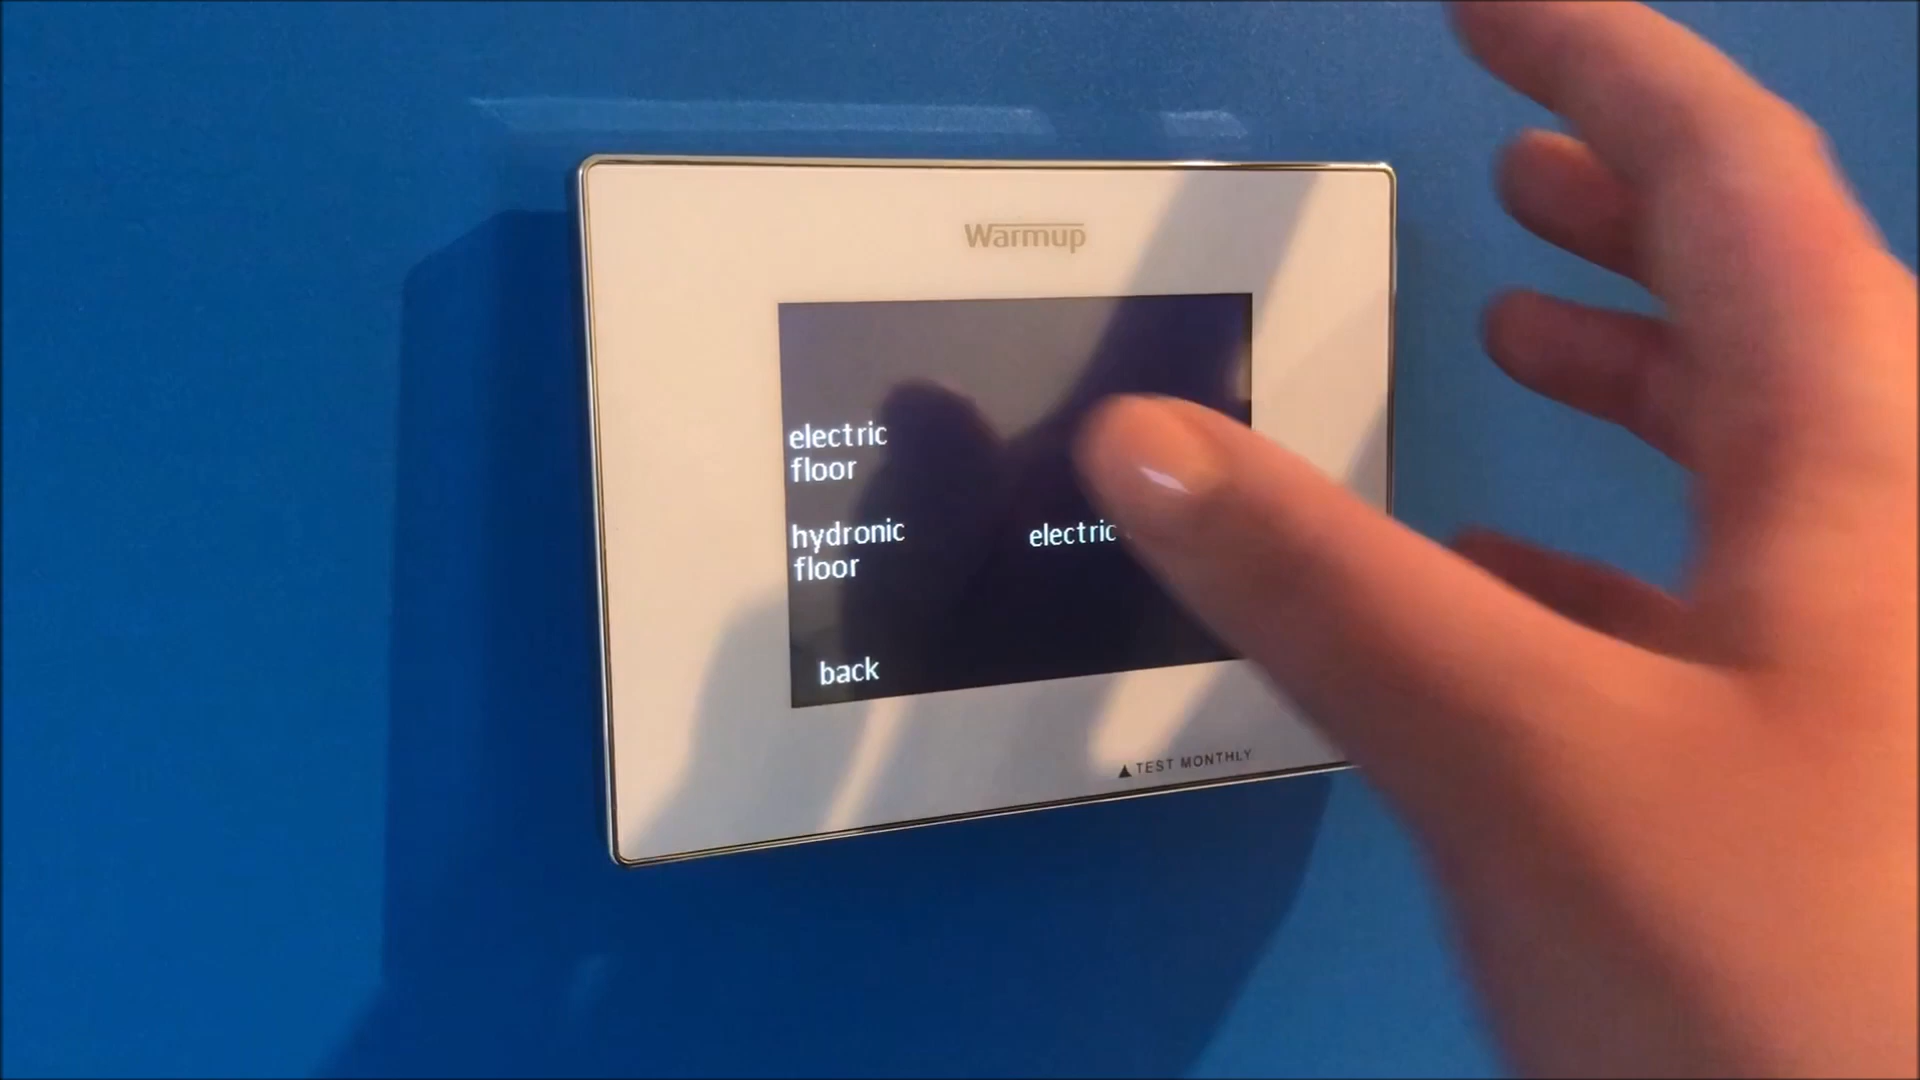 Warmup
electric
floor
hydronic
floor
electric
back
▲TEST MONTHLY